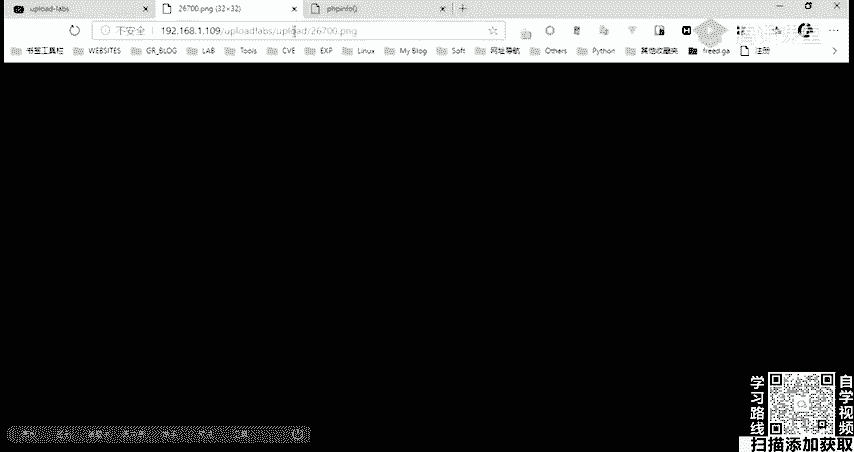 upload-labs
26700.png (32×32)
phpinfo()
不安全 192.168.1.109/uploadlabs/upload/26700.png
书签工具栏 WEBSITES GR_BLOG LAB Tools CVE EXP Linux My Blog Soft 网址导航 Others Python 其他收藏夹 freed.ga 注册
学习路线
自学视频
扫描添加获取